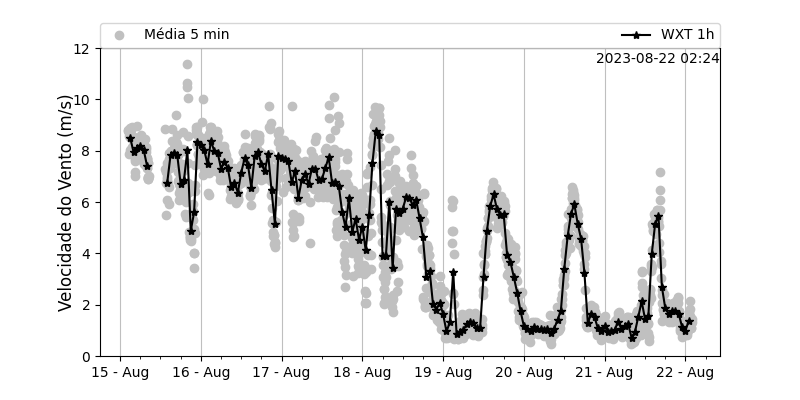 Média 5 min
WXT 1h
2023-08-22 02:24
Velocidade do Vento (m/s)
12
10
8
6
4
2
0
15 - Aug
16 - Aug
17 - Aug
18 - Aug
19 - Aug
20 - Aug
21 - Aug
22 - Aug